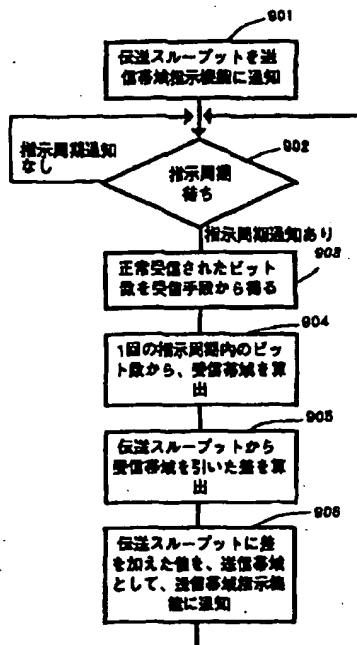 901
伝送スループットを送
信帯域指示機能に通知
902
指示周期通知
なし
指示周期
待ち
指示周期通知あり
903
正常受信されたビット
数を受信手段から得る
904
1回の指示周期内のビッ
ト数から、受信帯域を算
出
905
伝送スループットから
受信帯域を引いた差を算
出
906
伝送スループットに差
を加えた値を、送信帯域
として、送信帯域指示機
能に通知